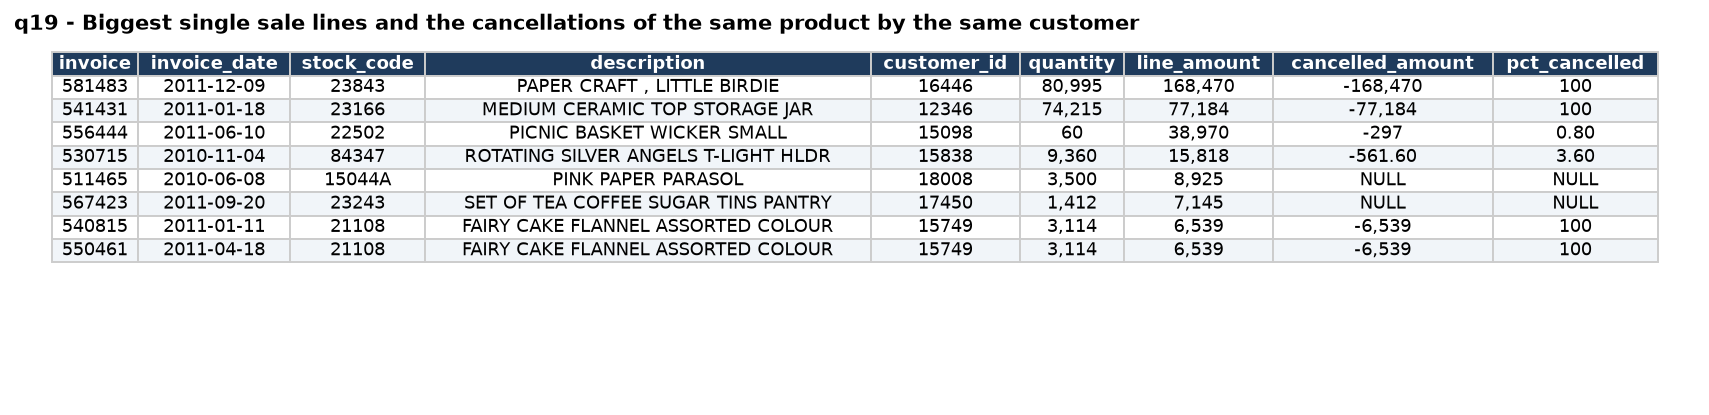 q19 - Biggest single sale lines and the cancellations of the same product by the same customer
invoice invoice_date stock_code description customer_id quantity line_amount cancelled_amount pct_cancelled
581483 2011-12-09 23843 PAPER CRAFT , LITTLE BIRDIE 16446 80,995 168,470 -168,470 100
541431 2011-01-18 23166 MEDIUM CERAMIC TOP STORAGE JAR 12346 74,215 77,184 -77,184 100
556444 2011-06-10 22502 PICNIC BASKET WICKER SMALL 15098 60 38,970 -297 0.80
530715 2010-11-04 84347 ROTATING SILVER ANGELS T-LIGHT HLDR 15838 9,360 15,818 -561.60 3.60
511465 2010-06-08 15044A PINK PAPER PARASOL 18008 3,500 8,925 NULL NULL
567423 2011-09-20 23243 SET OF TEA COFFEE SUGAR TINS PANTRY 17450 1,412 7,145 NULL NULL
540815 2011-01-11 21108 FAIRY CAKE FLANNEL ASSORTED COLOUR 15749 3,114 6,539 -6,539 100
550461 2011-04-18 21108 FAIRY CAKE FLANNEL ASSORTED COLOUR 15749 3,114 6,539 -6,539 100